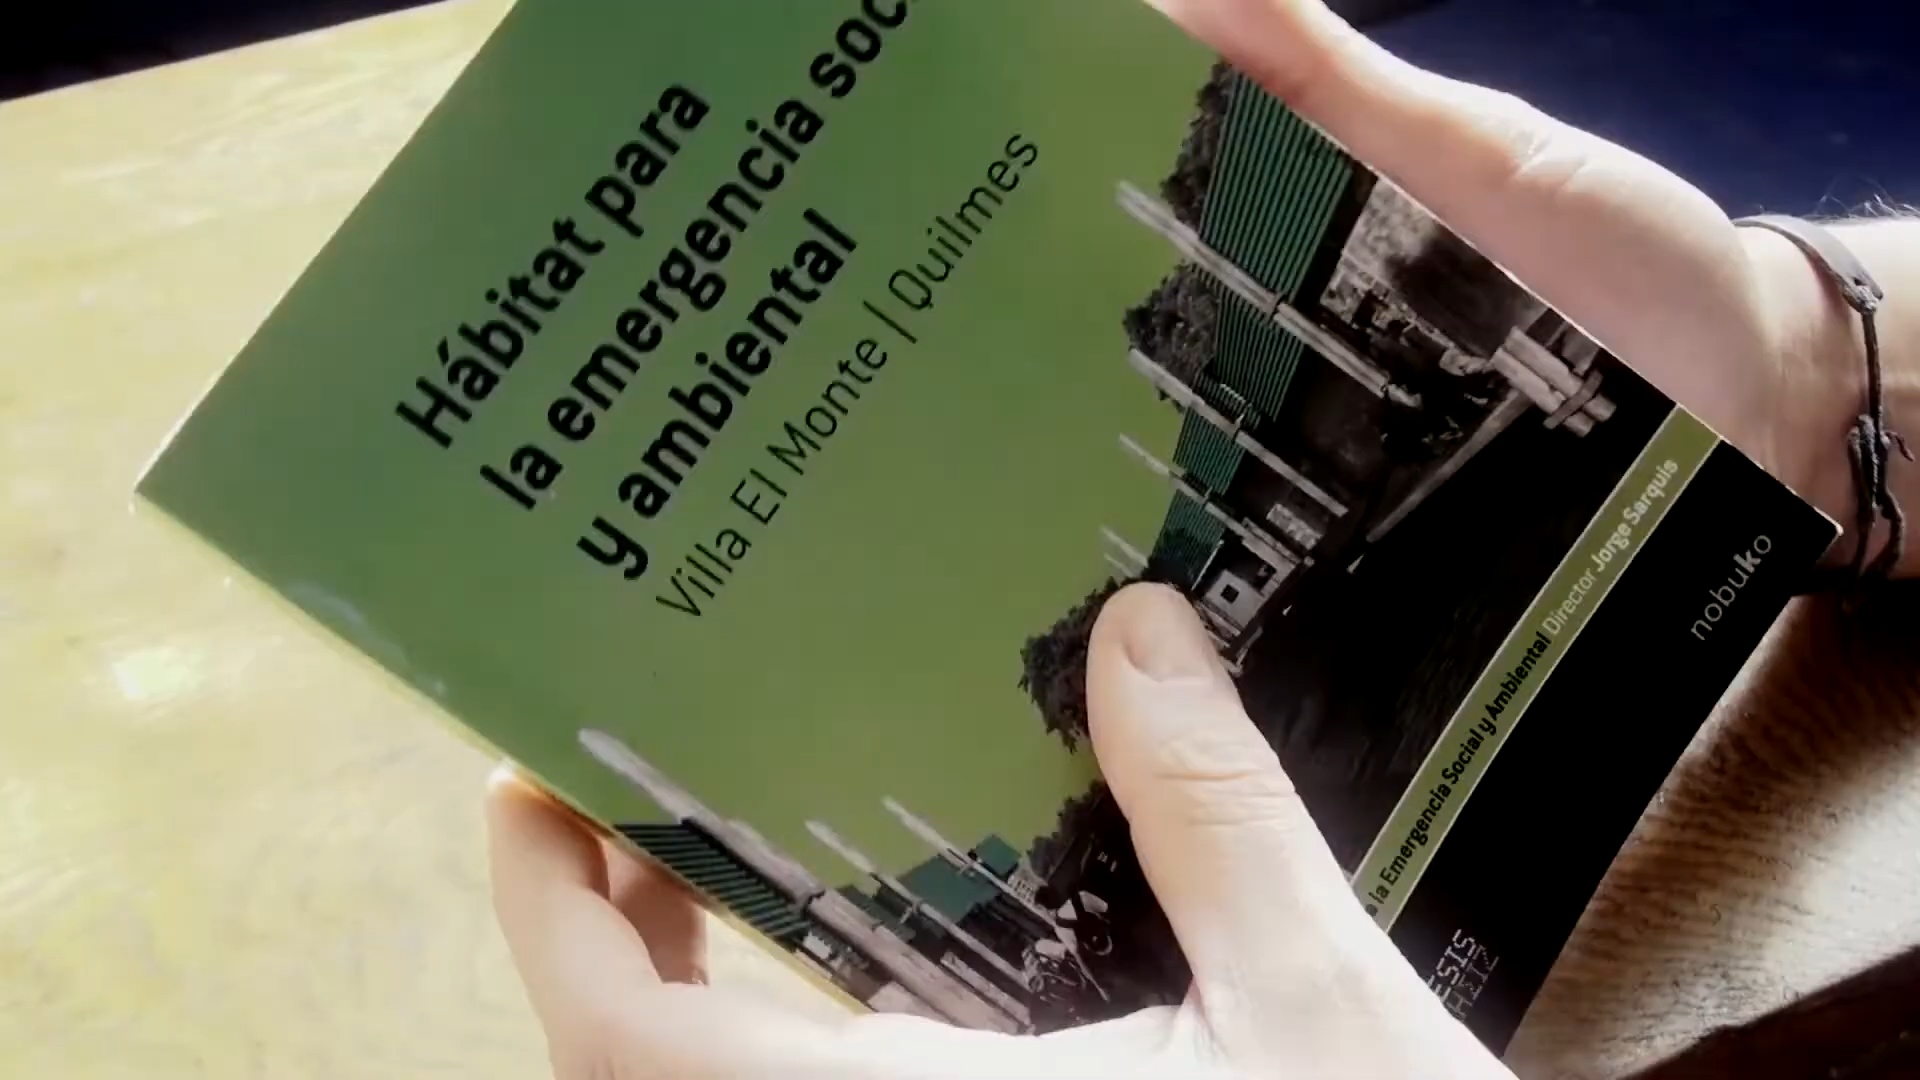 Hábitat para
la emergencia soc
y ambiental
Villa El Monte | Quilmes
la Emergencia Social y Ambiental Director Jorge Sarquis
nobuko